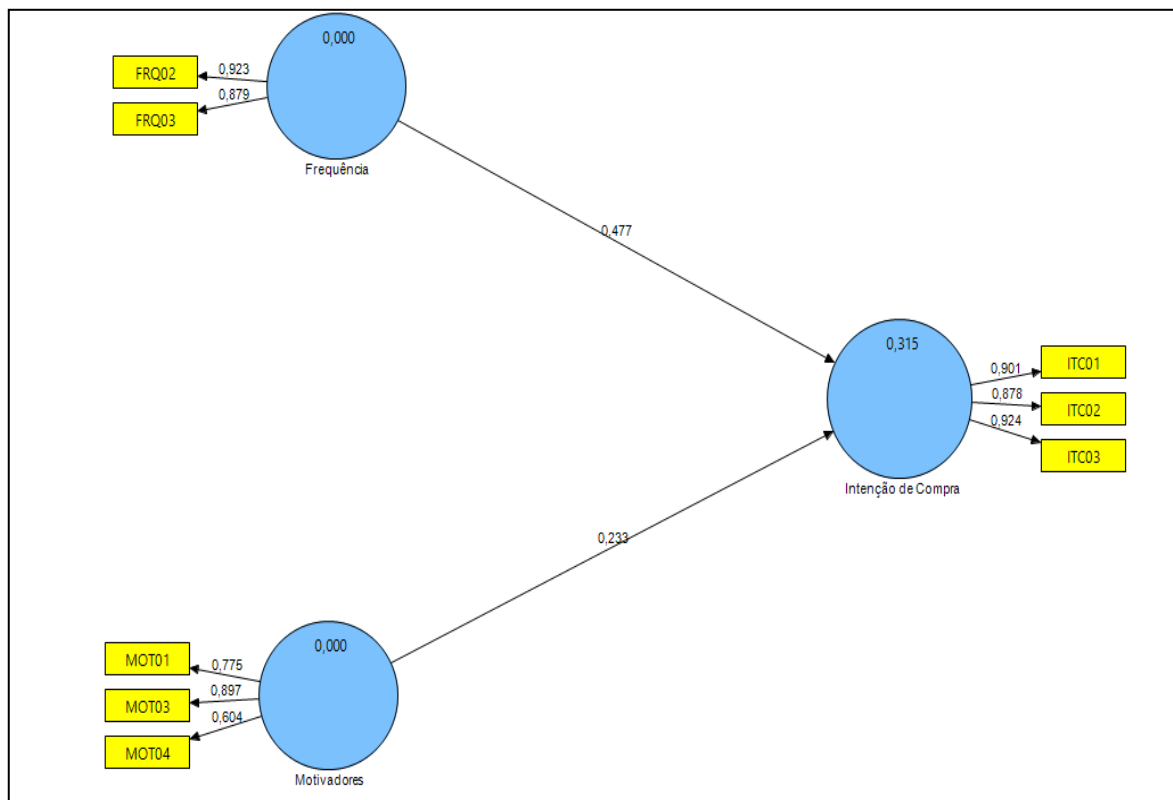 0,000
FRQ02
0,923
FRQ03
0,879
Frequência
0,477
0,315
ITC01
0,901
ITC02
0,878
ITC03
0,924
Intenção de Compra
0,233
0,000
MOT01
0,775
MOT03
0,897
MOT04
0,604
Motivadores